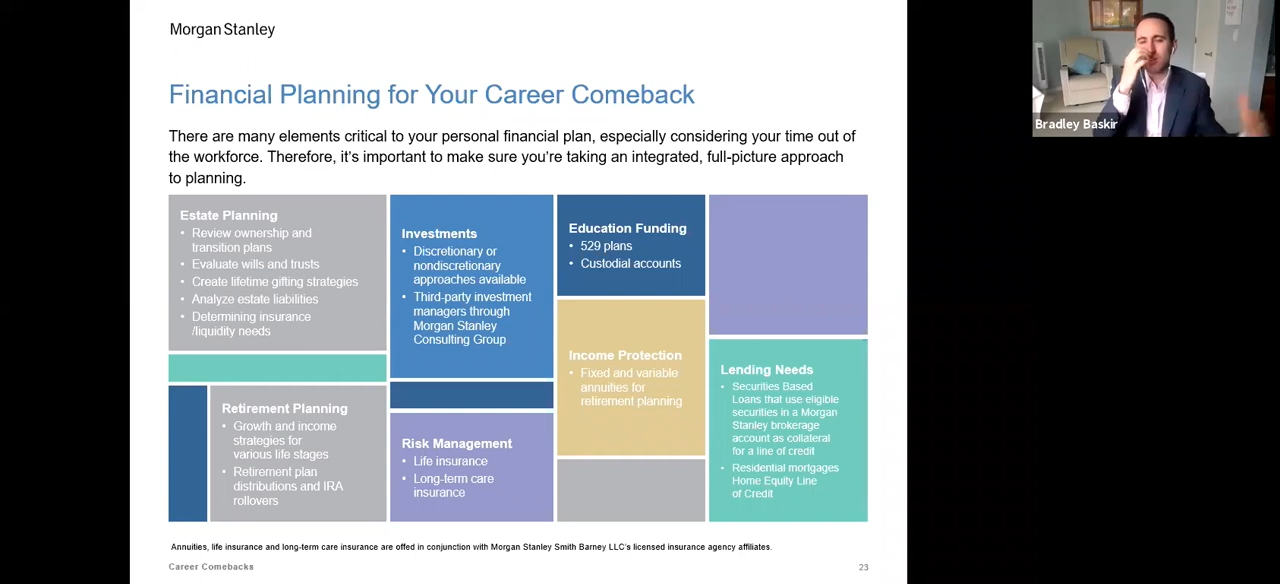 Morgan Stanley
Financial Planning for Your Career Comeback
There are many elements critical to your personal financial plan, especially considering your time out of
the workforce. Therefore, it's important to make sure you're taking an integrated, full-picture approach
to planning.
Estate Planning
• Review ownership and
transition plans
• Evaluate wills and trusts
• Create lifetime gifting strategies
• Analyze estate liabilities
• Determining insurance
/liquidity needs
Retirement Planning
• Growth and income
strategies for
various life stages
• Retirement plan
distributions and IRA
rollovers
Investments
• Discretionary or
nondiscretionary
approaches available
• Third-party investment
managers through
Morgan Stanley
Consulting Group
Risk Management
• Life insurance
• Long-term care
insurance
Education Funding
• 529 plans
• Custodial accounts
Income Protection
• Fixed and variable
annuities for
retirement planning
Lending Needs
• Securities Based
Loans that use eligible
securities in a Morgan
Stanley brokerage
account as collateral
for a line of credit
• Residential mortgages
Home Equity Line
of Credit
Annuities, life insurance and long-term care insurance are offed in conjunction with Morgan Stanley Smith Barney LLC's licensed insurance agency affiliates.
Career Comebacks
23
Bradley Baskir